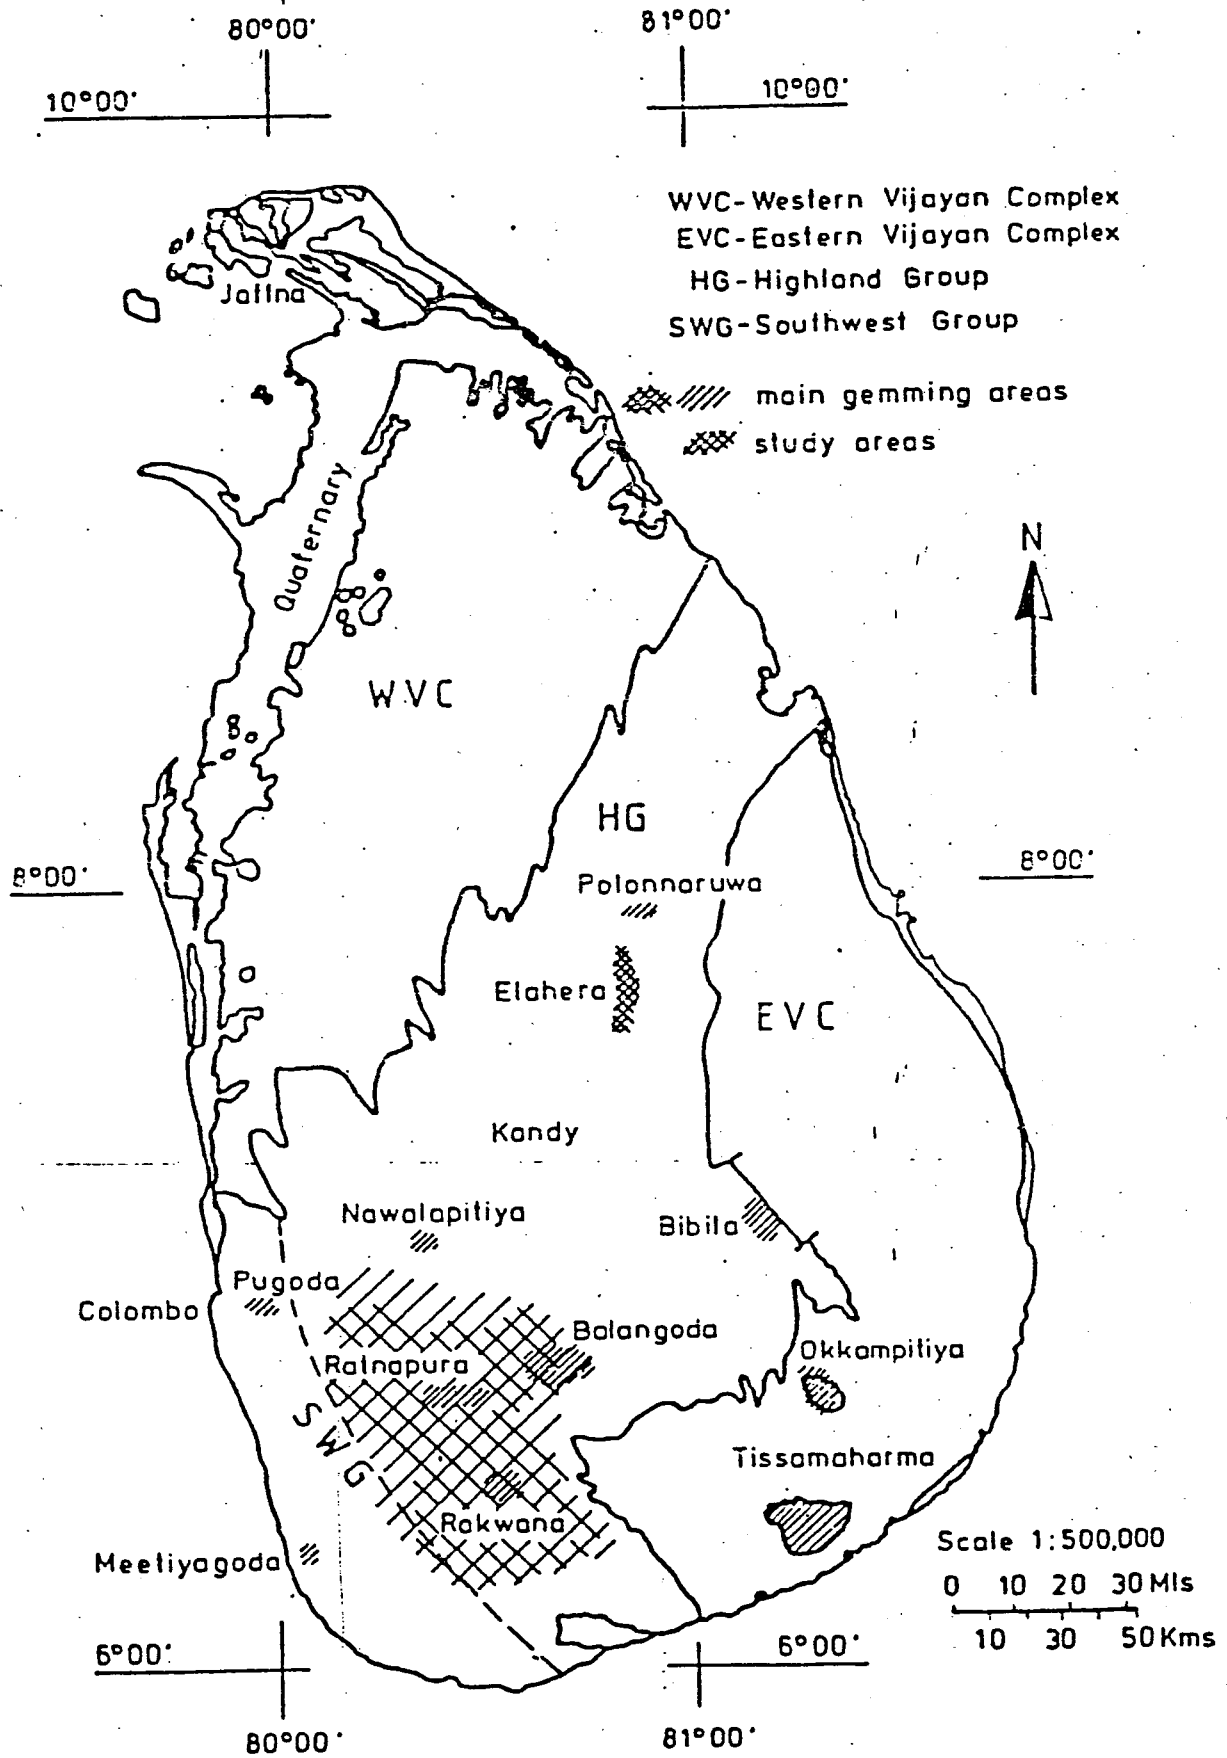 80°00'
81°00'
10°00'
10°00'
WVC-Western Vijayan Complex
EVC-Eastern Vijayan Complex
HG-Highland Group
SWG-Southwest Group
main gemming areas
study areas
Jaffna
Quaternary
N
WVC
HG
8°00'
8°00'
Polonnaruwa
Elahera
EVC
Kandy
Nawalapitiya
Bibila
Pugoda
Colombo
Balangoda
Ratnapura
Okkampitiya
SWG
Tissamaharma
Rakwana
Meetiyagoda
Scale 1:500,000
0 10 20 30 Mls
10 30 50 Kms
6°00'
6°00'
80°00'
81°00'